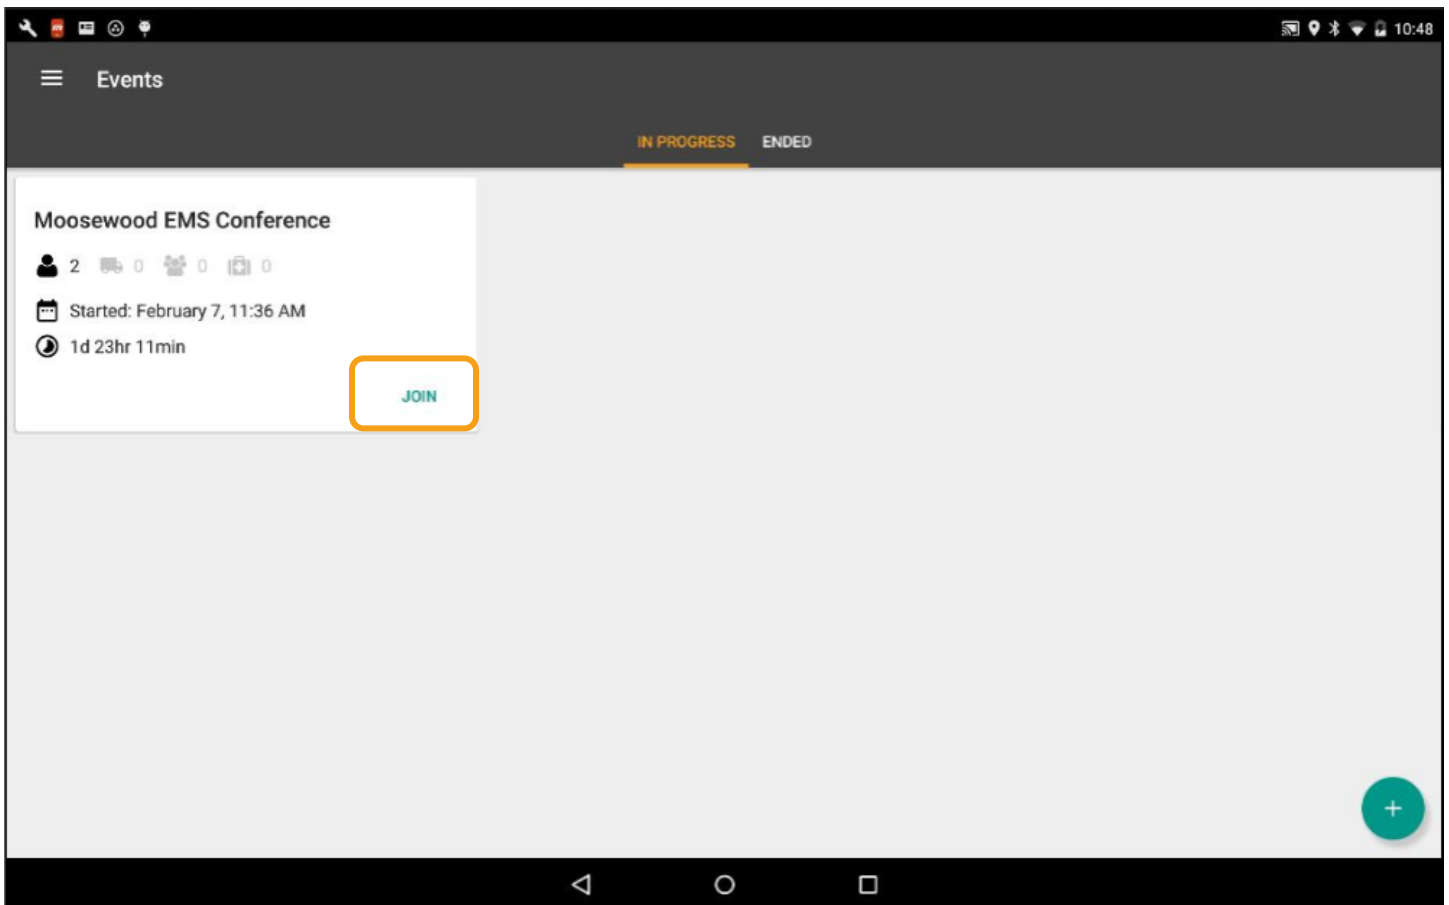 10:48
Events
IN PROGRESS ENDED
Moosewood EMS Conference
2 0 0 0
Started: February 7, 11:36 AM
1d 23hr 11min
JOIN
+